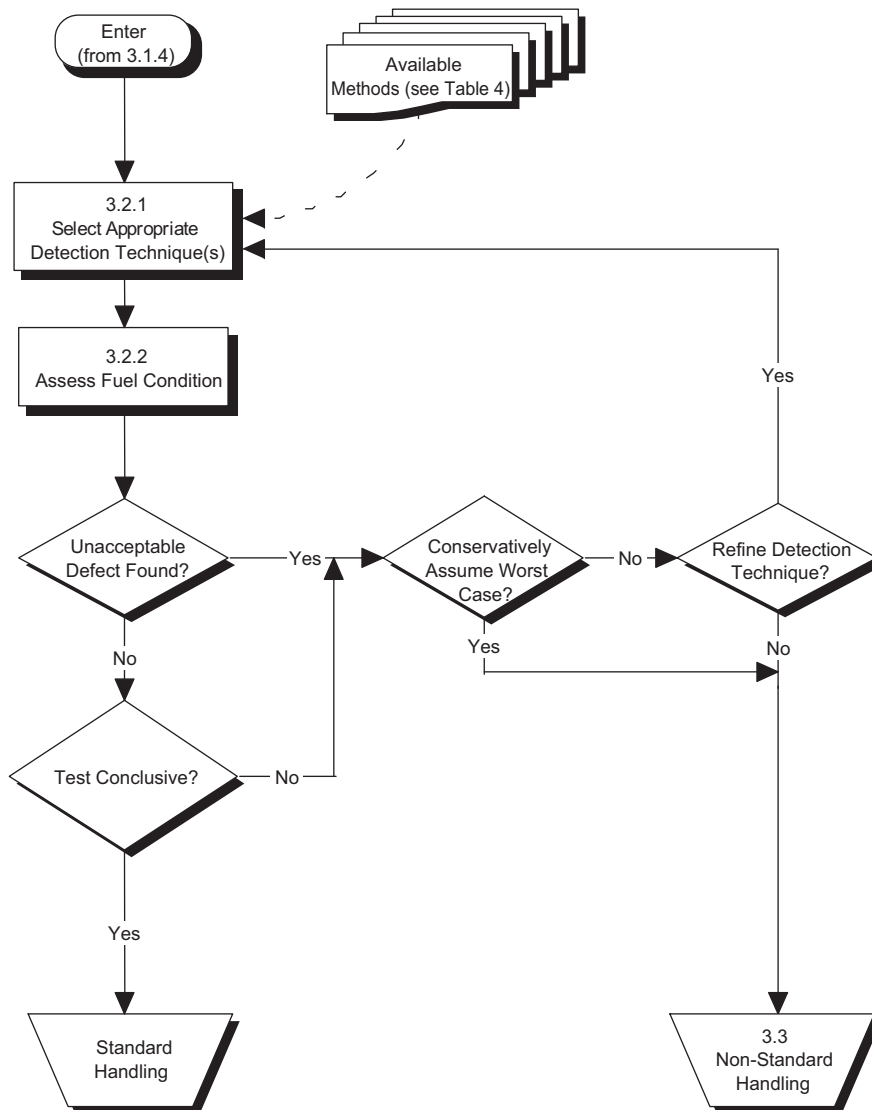 Enter
(from 3.1.4)
Available
Methods (see Table 4)
3.2.1
Select Appropriate
Detection Technique(s)
3.2.2
Assess Fuel Condition
Yes
Unacceptable
Defect Found?
Yes
Conservatively
Assume Worst
Case?
No
Refine Detection
Technique?
No
Yes
No
Test Conclusive?
No
Yes
Standard
Handling
3.3
Non-Standard
Handling